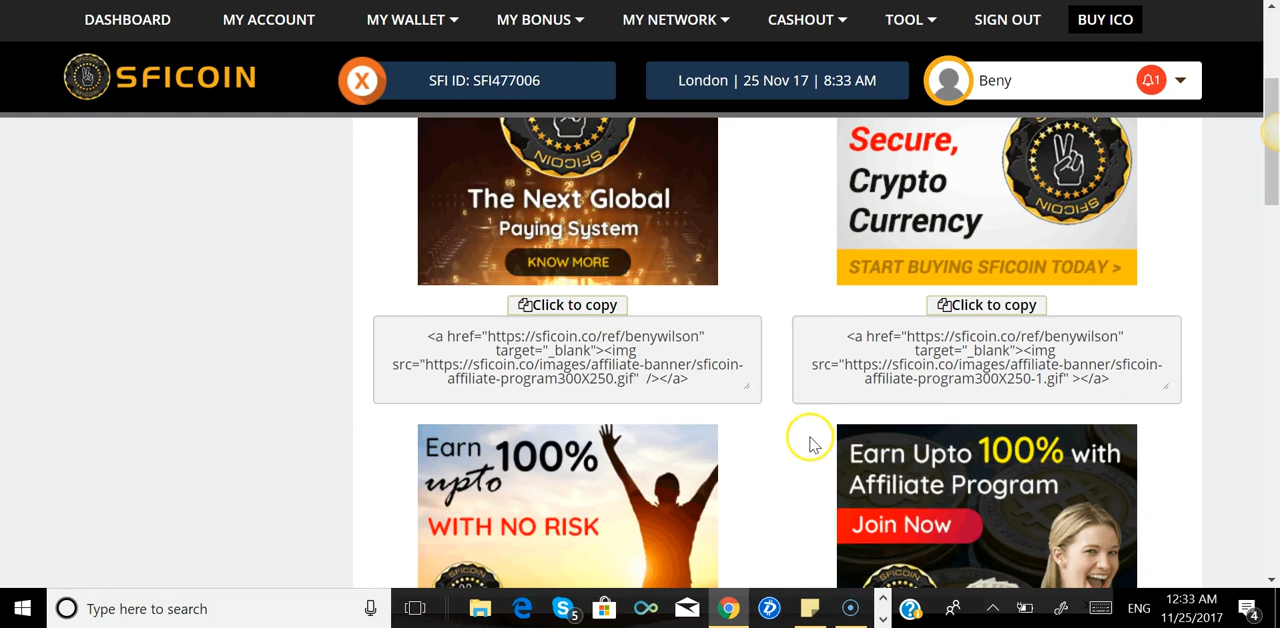 DASHBOARD MY ACCOUNT MY WALLET MY BONUS MY NETWORK CASHOUT TOOL SIGN OUT BUY ICO
SFICOIN X SFI ID: SFI477006 London | 25 Nov 17 | 8:33 AM Beny 1
SFICOIN
The Next Global
Paying System
KNOW MORE
Secure,
Crypto
Currency
SFICOIN
START BUYING SFICOIN TODAY >
Click to copy
<a href="https://sficoin.co/ref/benywilson"
target="_blank"><img
src="https://sficoin.co/images/affiliate-banner/sficoin-
affiliate-program300X250.gif" /></a>
Click to copy
<a href="https://sficoin.co/ref/benywilson"
target="_blank"><img
src="https://sficoin.co/images/affiliate-banner/sficoin-
affiliate-program300X250-1.gif" ></a>
Earn
upto 100%
WITH NO RISK
Earn Upto 100% with
Affiliate Program
Join Now
Type here to search
5
ENG
12:33 AM
11/25/2017
4